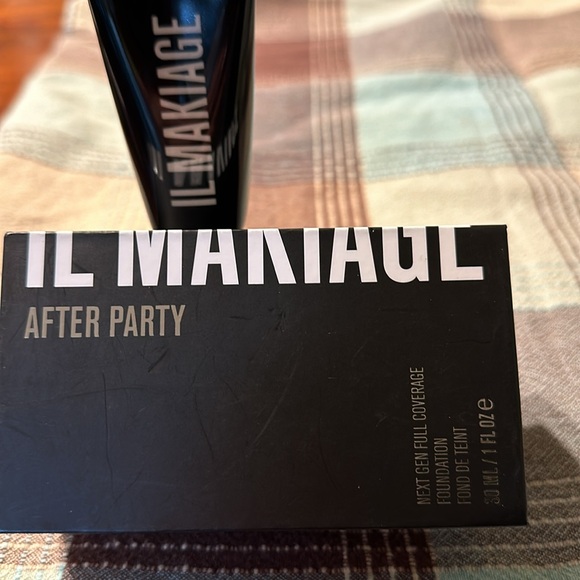 IL MAKIAGE
IL MAKIAGE
AFTER PARTY
NEXT GEN FULL COVERAGE
FOUNDATION
FOND DE TEINT
30 ML / 1 FL OZ e